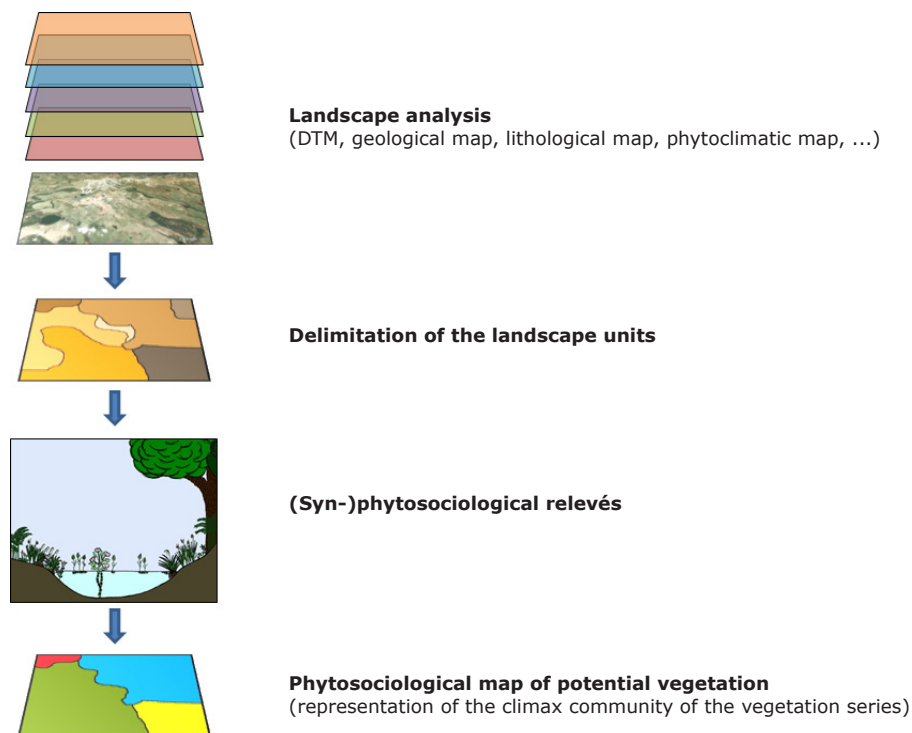 Landscape analysis
(DTM, geological map, lithological map, phytoclimatic map, ...)
Delimitation of the landscape units
(Syn-)phytosociological relevés
Phytosociological map of potential vegetation
(representation of the climax community of the vegetation series)